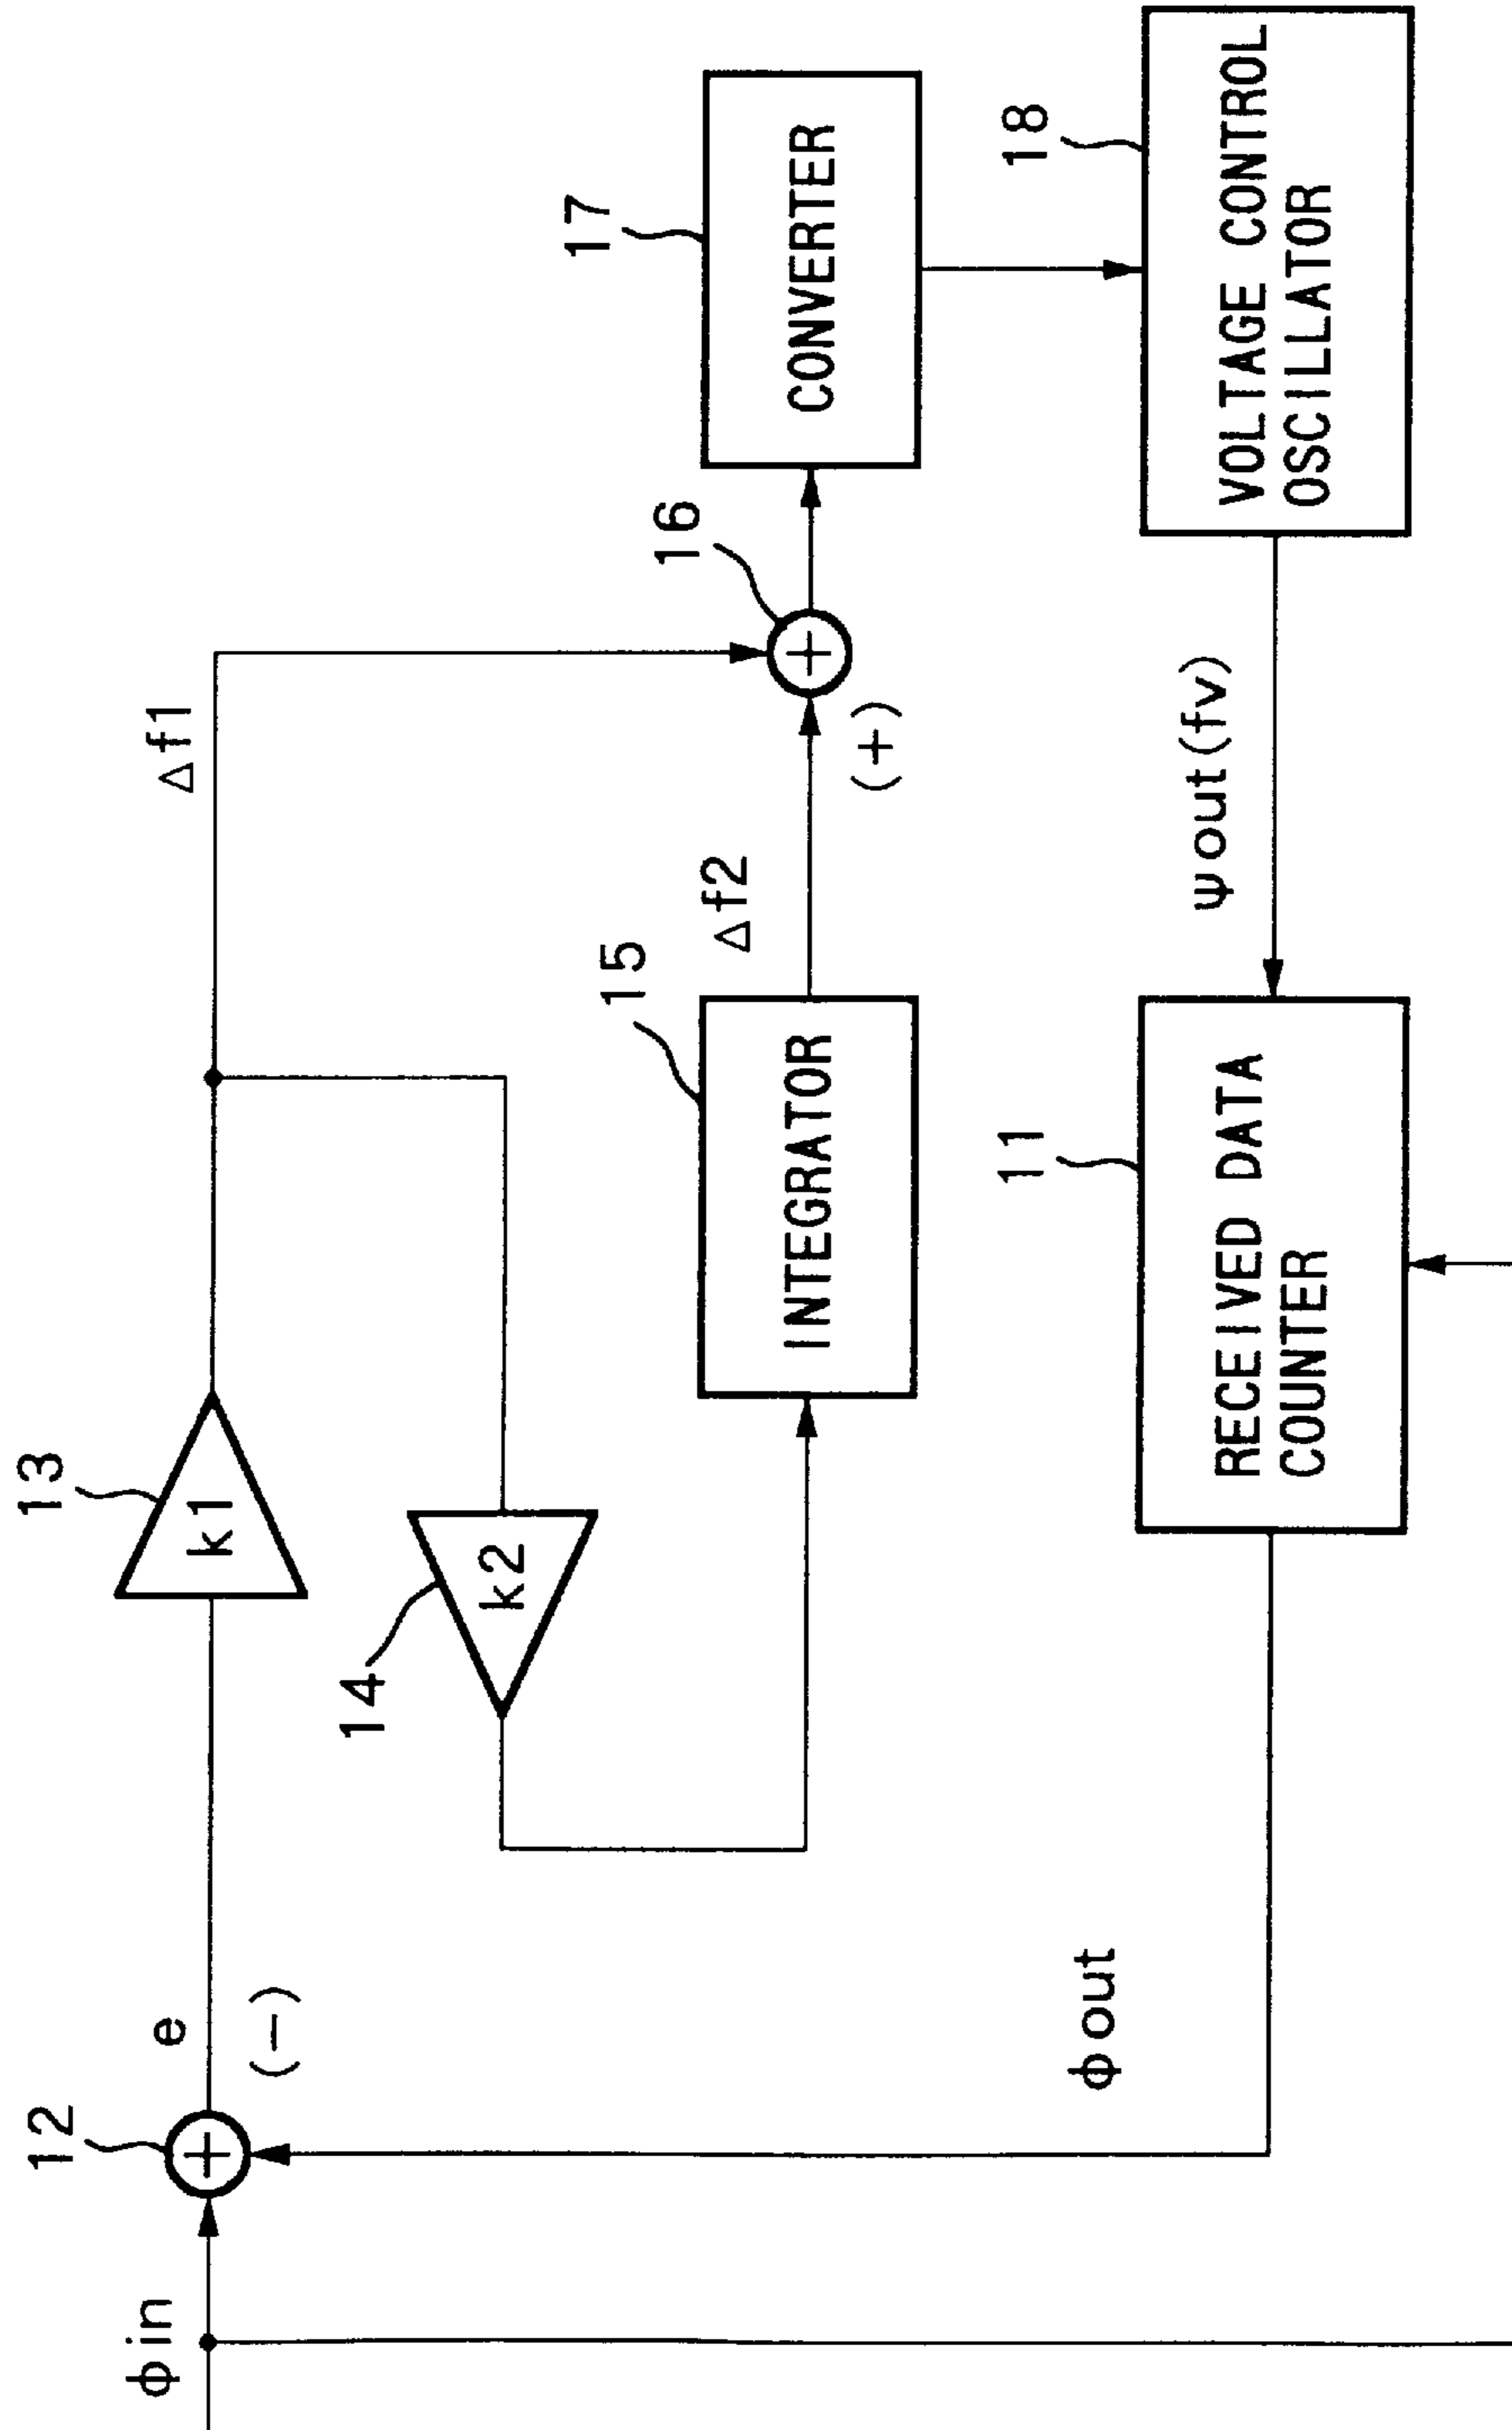 φin
12
e
(-)
13
k1
Δf1
14
k2
15
INTEGRATOR
Δf2
16
(+)
17
CONVERTER
18
VOLTAGE CONTROL
OSCILLATOR
ψout(fv)
11
RECEIVED DATA
COUNTER
φout